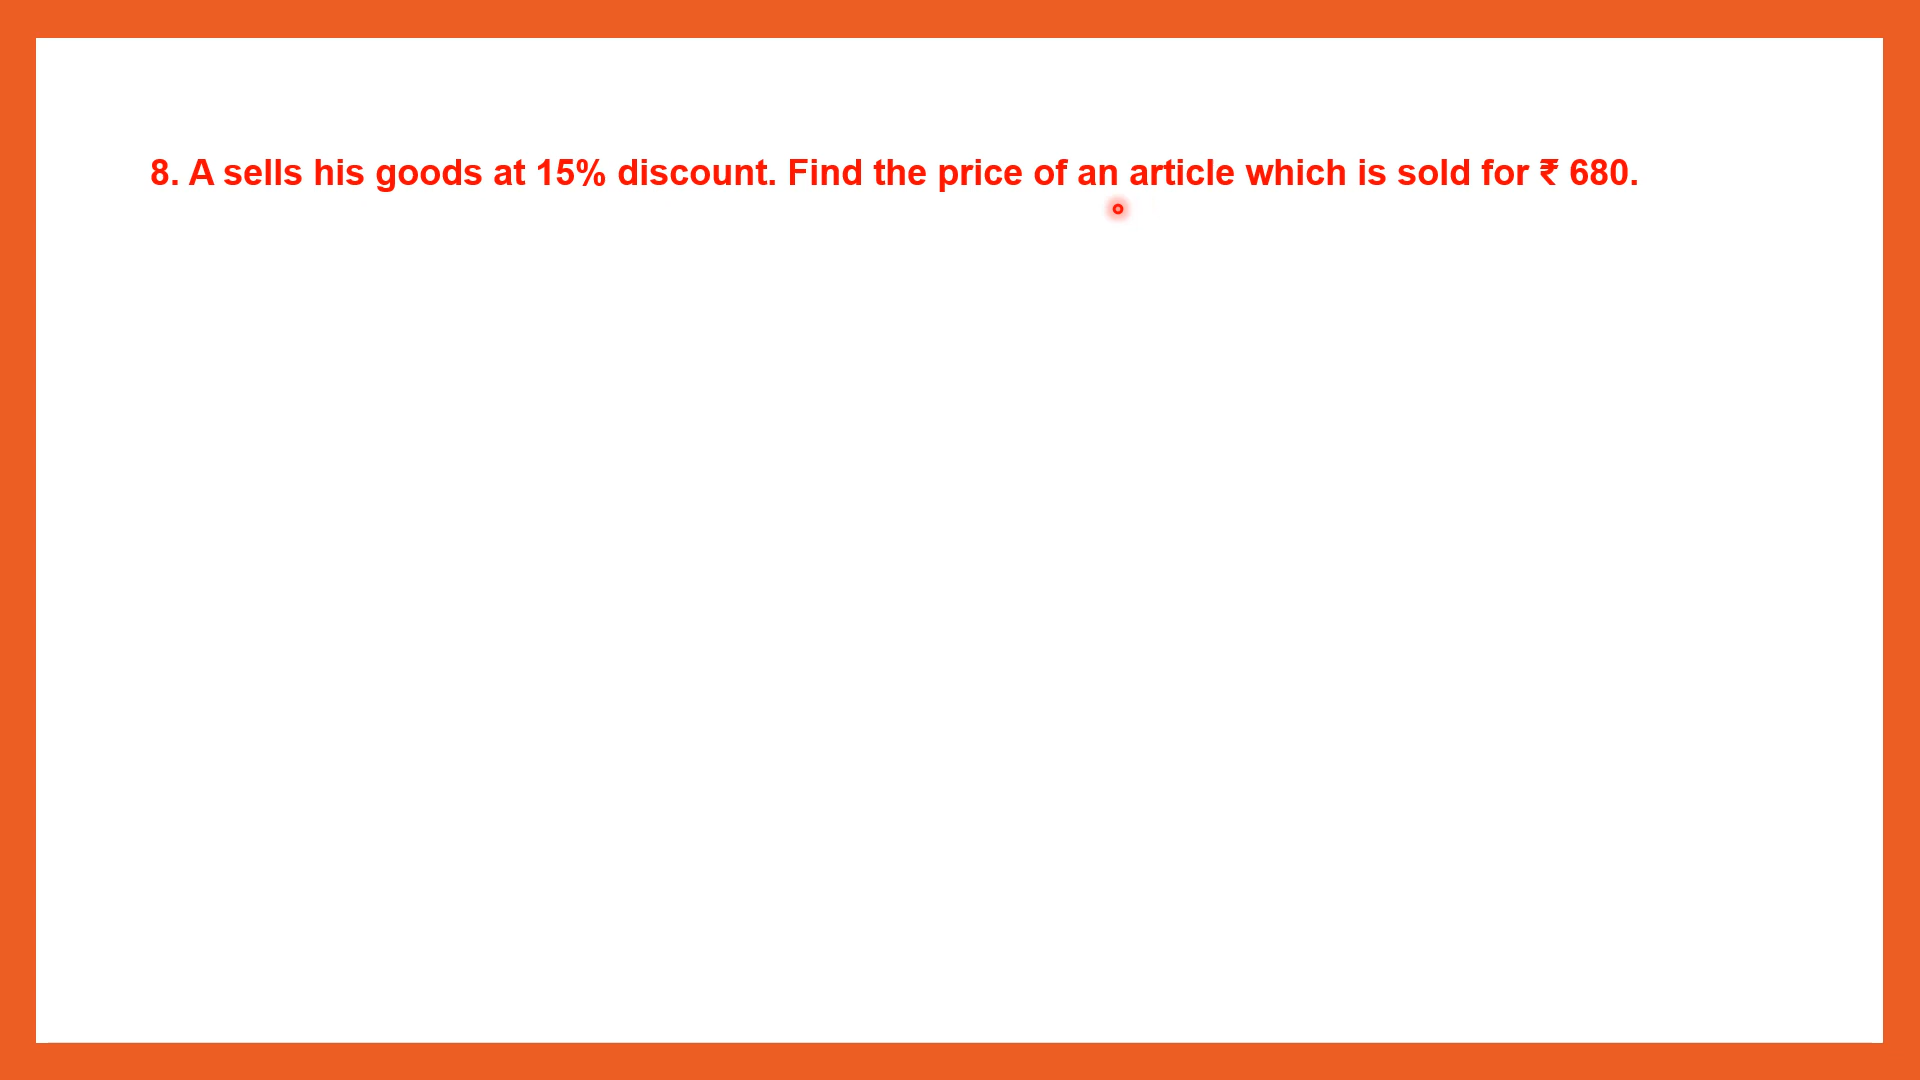 8. A sells his goods at 15% discount. Find the price of an article which is sold for ₹ 680.